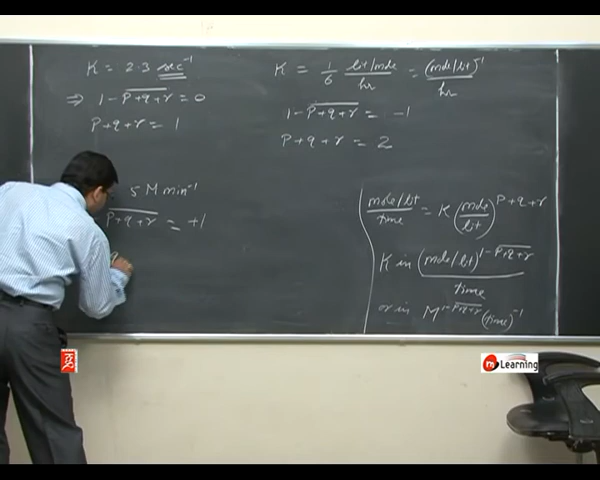 K = 2.3 sec⁻¹
⇒ 1 - p+q+r = 0
p+q+r = 1
K = 1/6 lit/mole / hr = (mole/lit)⁻¹ / hr
1 - p+q+r = -1
p+q+r = 2
5 M min⁻¹
p+q+r = +1
mole/lit / time = K (mole/lit)^p+q+r
K in (mole/lit)^1-p+q+r / time
or in M^1-p+q+r (time)⁻¹
Learning